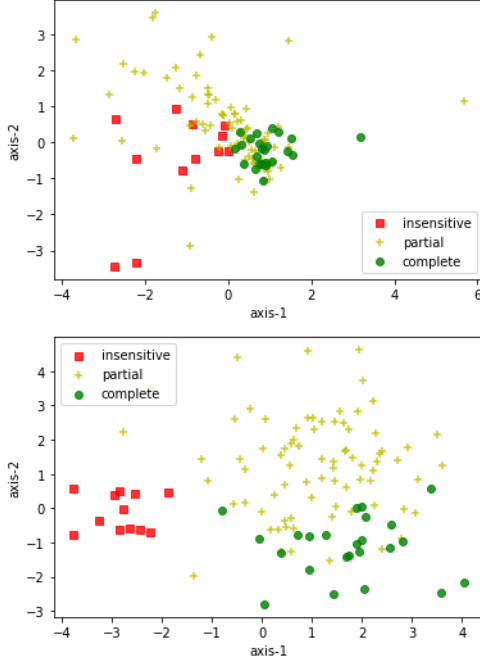 3
2
1
0
−1
−2
−3
axis-2
insensitive
partial
complete
−4 −2 0 2 4 6
axis-1
insensitive
partial
complete
4
3
2
1
0
−1
−2
−3
axis-2
−4 −3 −2 −1 0 1 2 3 4
axis-1